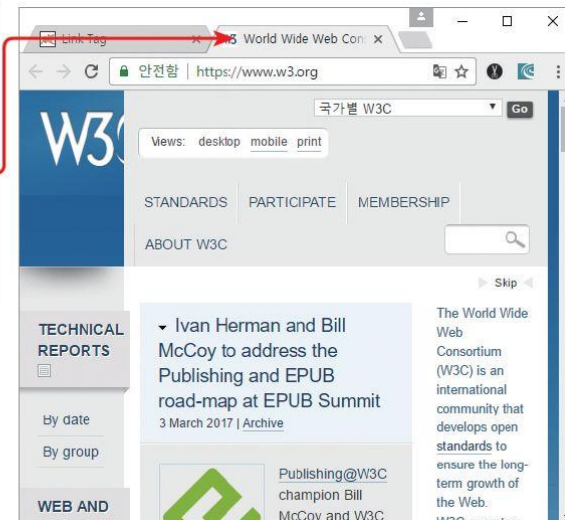 Link Tag
World Wide Web Con
안전함 | https://www.w3.org
국가별 W3C
Go
W3C
Views: desktop mobile print
STANDARDS PARTICIPATE MEMBERSHIP
ABOUT W3C
Skip
TECHNICAL
REPORTS
By date
By group
WEB AND
Ivan Herman and Bill
McCoy to address the
Publishing and EPUB
road-map at EPUB Summit
3 March 2017 | Archive
Publishing@W3C
champion Bill
McCoy and W3C
The World Wide
Web
Consortium
(W3C) is an
international
community that
develops open
standards to
ensure the long-
term growth of
the Web.